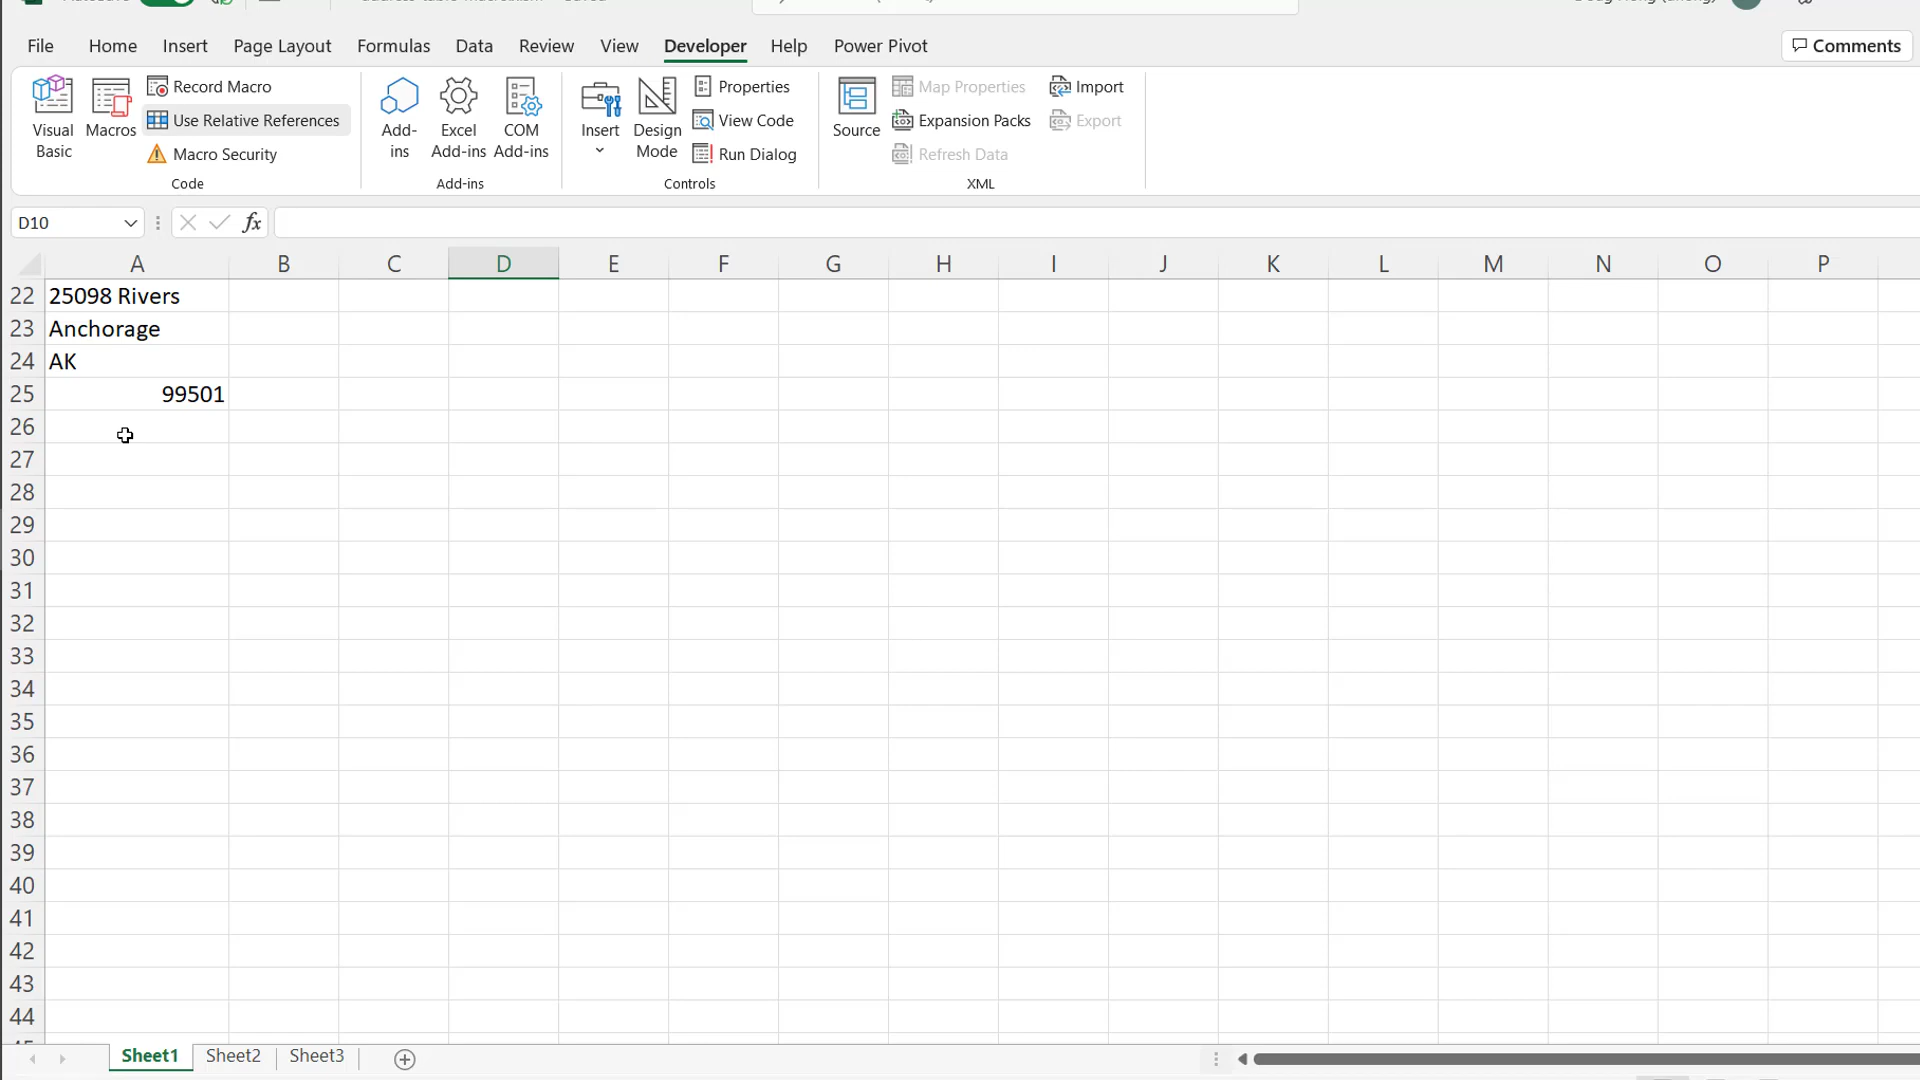 File Home Insert Page Layout Formulas Data Review View Developer Help Power Pivot Comments
Visual Basic
Macros
Record Macro
Use Relative References
Macro Security
Code
Add-ins
Excel Add-ins
COM Add-ins
Add-ins
Insert
Design Mode
Properties
View Code
Run Dialog
Controls
Source
Map Properties
Expansion Packs
Refresh Data
Import
Export
XML
D10 fx
A B C D E F G H I J K L M N O P
22 25098 Rivers
23 Anchorage
24 AK
25 99501
26
27
28
29
30
31
32
33
34
35
36
37
38
39
40
41
42
43
44
Sheet1 Sheet2 Sheet3